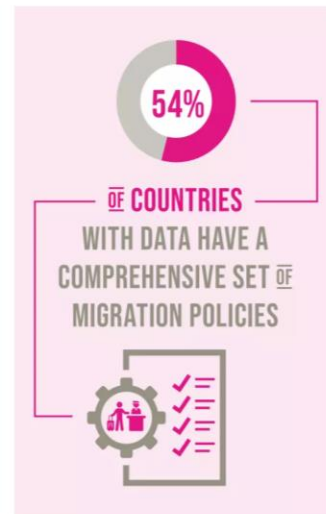 54%
OF COUNTRIES
WITH DATA HAVE A
COMPREHENSIVE SET OF
MIGRATION POLICIES